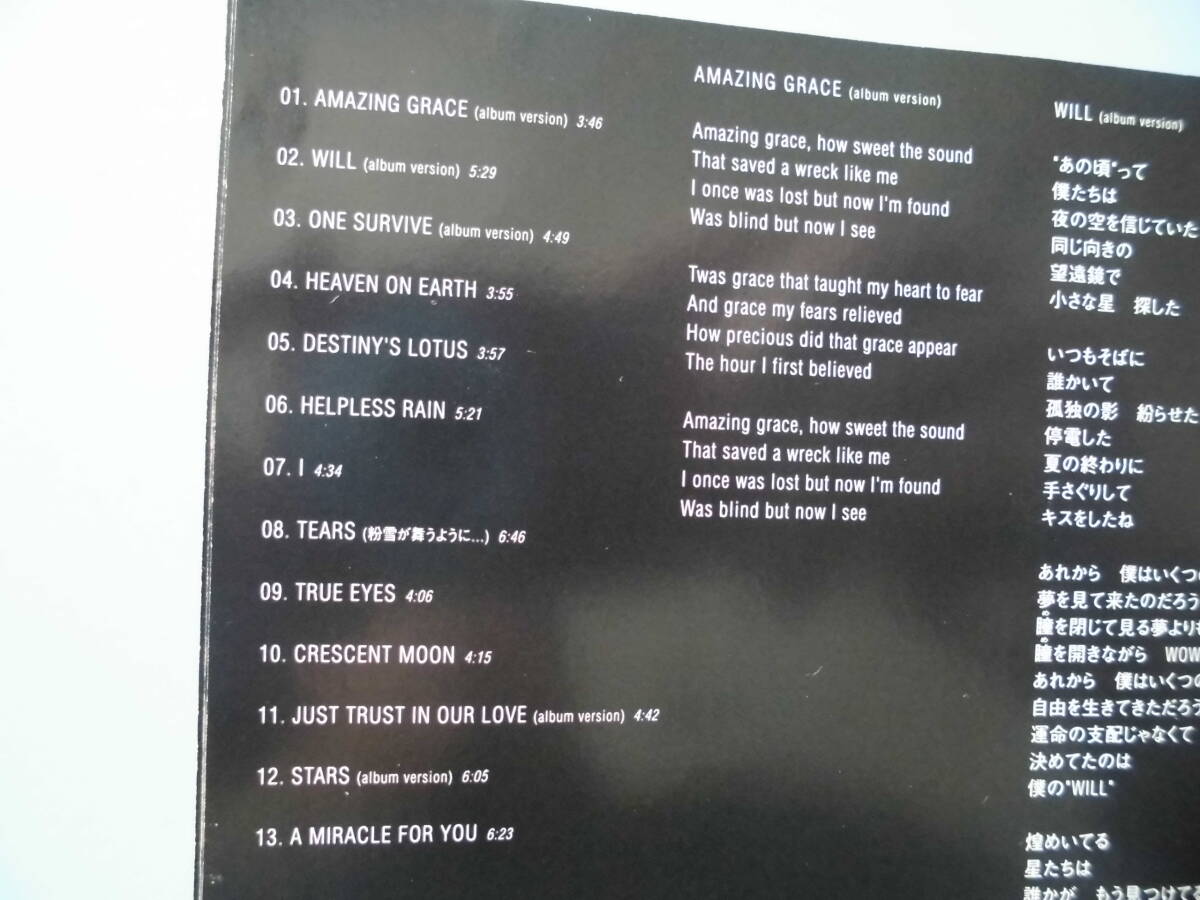 01. AMAZING GRACE (album version) 3:46
02. WILL (album version) 5:29
03. ONE SURVIVE (album version) 4:49
04. HEAVEN ON EARTH 3:55
05. DESTINY'S LOTUS 3:57
06. HELPLESS RAIN 5:21
07. I 4:34
08. TEARS (粉雪が舞うように...) 6:46
09. TRUE EYES 4:06
10. CRESCENT MOON 4:15
11. JUST TRUST IN OUR LOVE (album version) 4:42
12. STARS (album version) 6:05
13. A MIRACLE FOR YOU 6:23
AMAZING GRACE (album version)
Amazing grace, how sweet the sound
That saved a wreck like me
I once was lost but now I'm found
Was blind but now I see
Twas grace that taught my heart to fear
And grace my fears relieved
How precious did that grace appear
The hour I first believed
Amazing grace, how sweet the sound
That saved a wreck like me
I once was lost but now I'm found
Was blind but now I see
WILL (album version)
"あの頃"って
僕たちは
夜の空を信じていた
同じ向きの
望遠鏡で
小さな星 探した
いつもそばに
誰かいて
孤独の影 紛らせた
停電した
夏の終わりに
手さぐりして
キスをしたね
あれから 僕はいくつの
夢を見て来たのだろう
瞳を閉じて見る夢よりも
瞳を開きながら WOW
あれから 僕はいくつの
自由を生きてきただろう
運命の支配じゃなくて
決めてたのは
僕の"WILL"
煌めいてる
星たちは
誰かが もう見つけてる